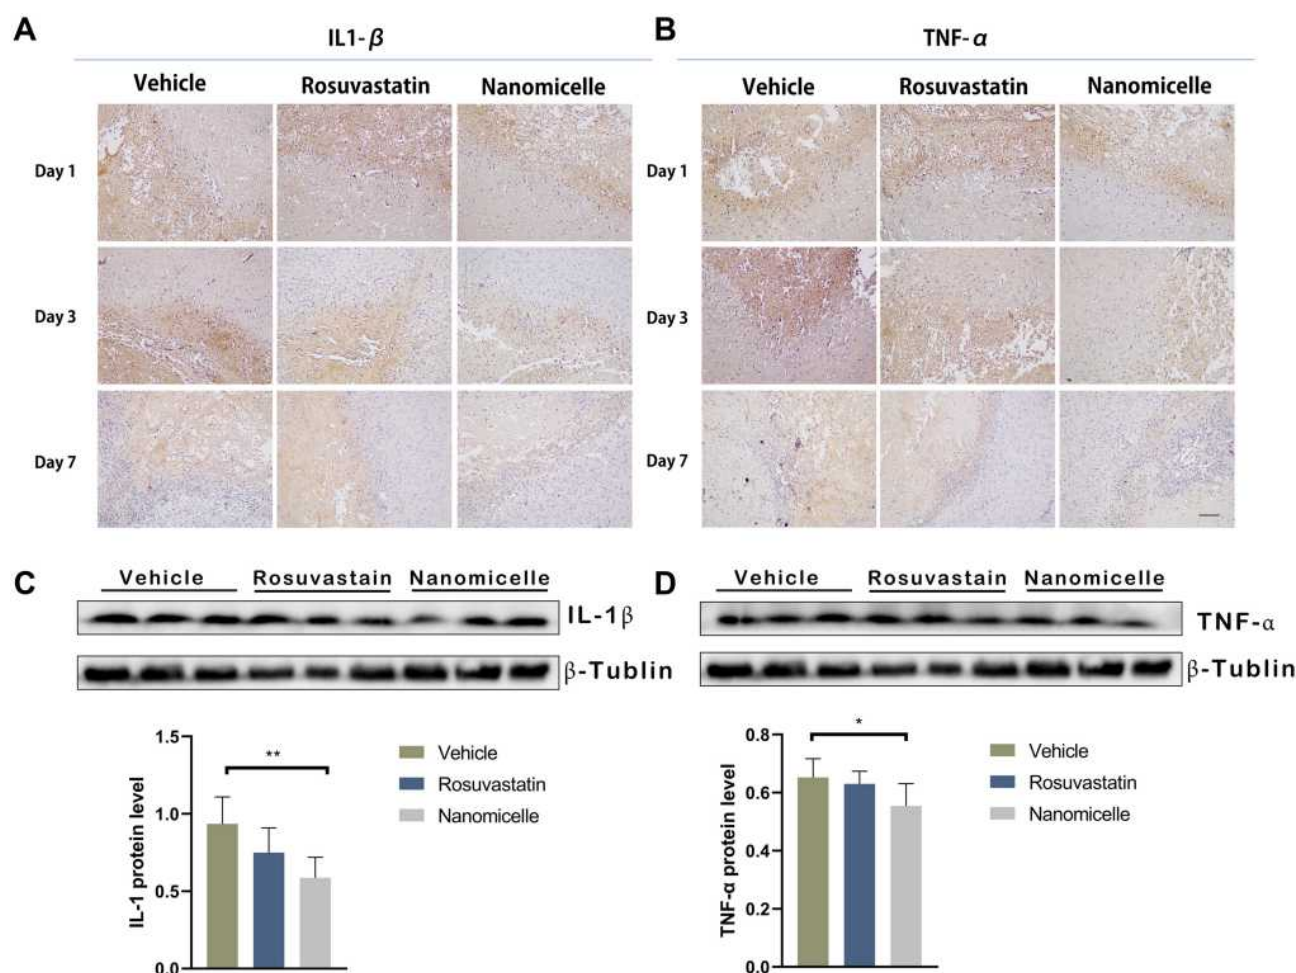 A
IL1-β
Vehicle
Rosuvastatin
Nanomicelle
Day 1
Day 3
Day 7
B
TNF-α
Vehicle
Rosuvastatin
Nanomicelle
Day 1
Day 3
Day 7
C
Vehicle
Rosuvastain
Nanomicelle
IL-1β
β-Tublin
1.5
1.0
0.5
0.0
IL-1 protein level
**
Vehicle
Rosuvastatin
Nanomicelle
D
Vehicle
Rosuvastain
Nanomicelle
TNF-α
β-Tublin
0.8
0.6
0.4
0.2
0.0
TNF-α protein level
*
Vehicle
Rosuvastatin
Nanomicelle